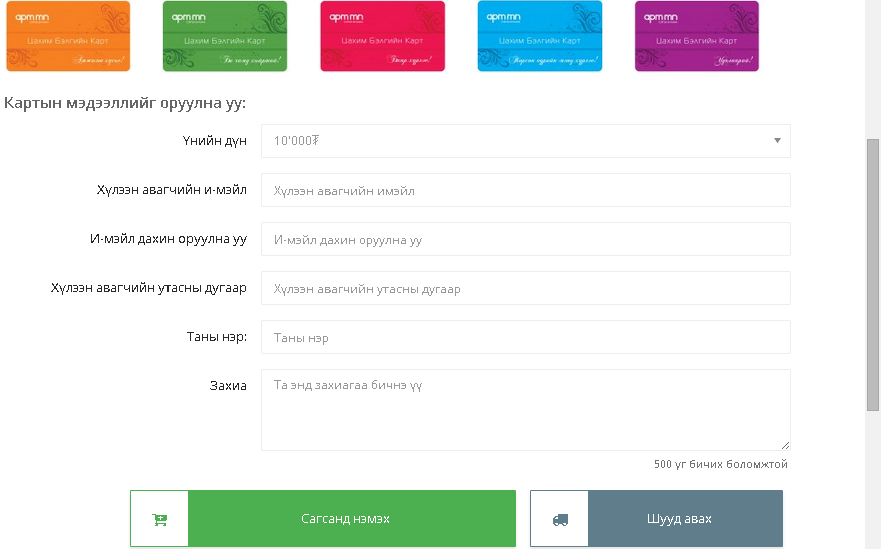 apm mn
Цахим Бэлгийн Карт
apm mn
Цахим Бэлгийн Карт
apm mn
Цахим Бэлгийн Карт
apm mn
Цахим Бэлгийн Карт
apm mn
Цахим Бэлгийн Карт
Картын мэдээллийг оруулна уу:
Үнийн дүн 10'000₮
Хүлээн авагчийн и-мэйл Хүлээн авагчийн имэйл
И-мэйл дахин оруулна уу И-мэйл дахин оруулна уу
Хүлээн авагчийн утасны дугаар Хүлээн авагчийн утасны дугаар
Таны нэр: Таны нэр
Захиа Та энд захиагаа бичнэ үү
500 уг бичих боломжтой
Сагсанд нэмэх Шууд авах